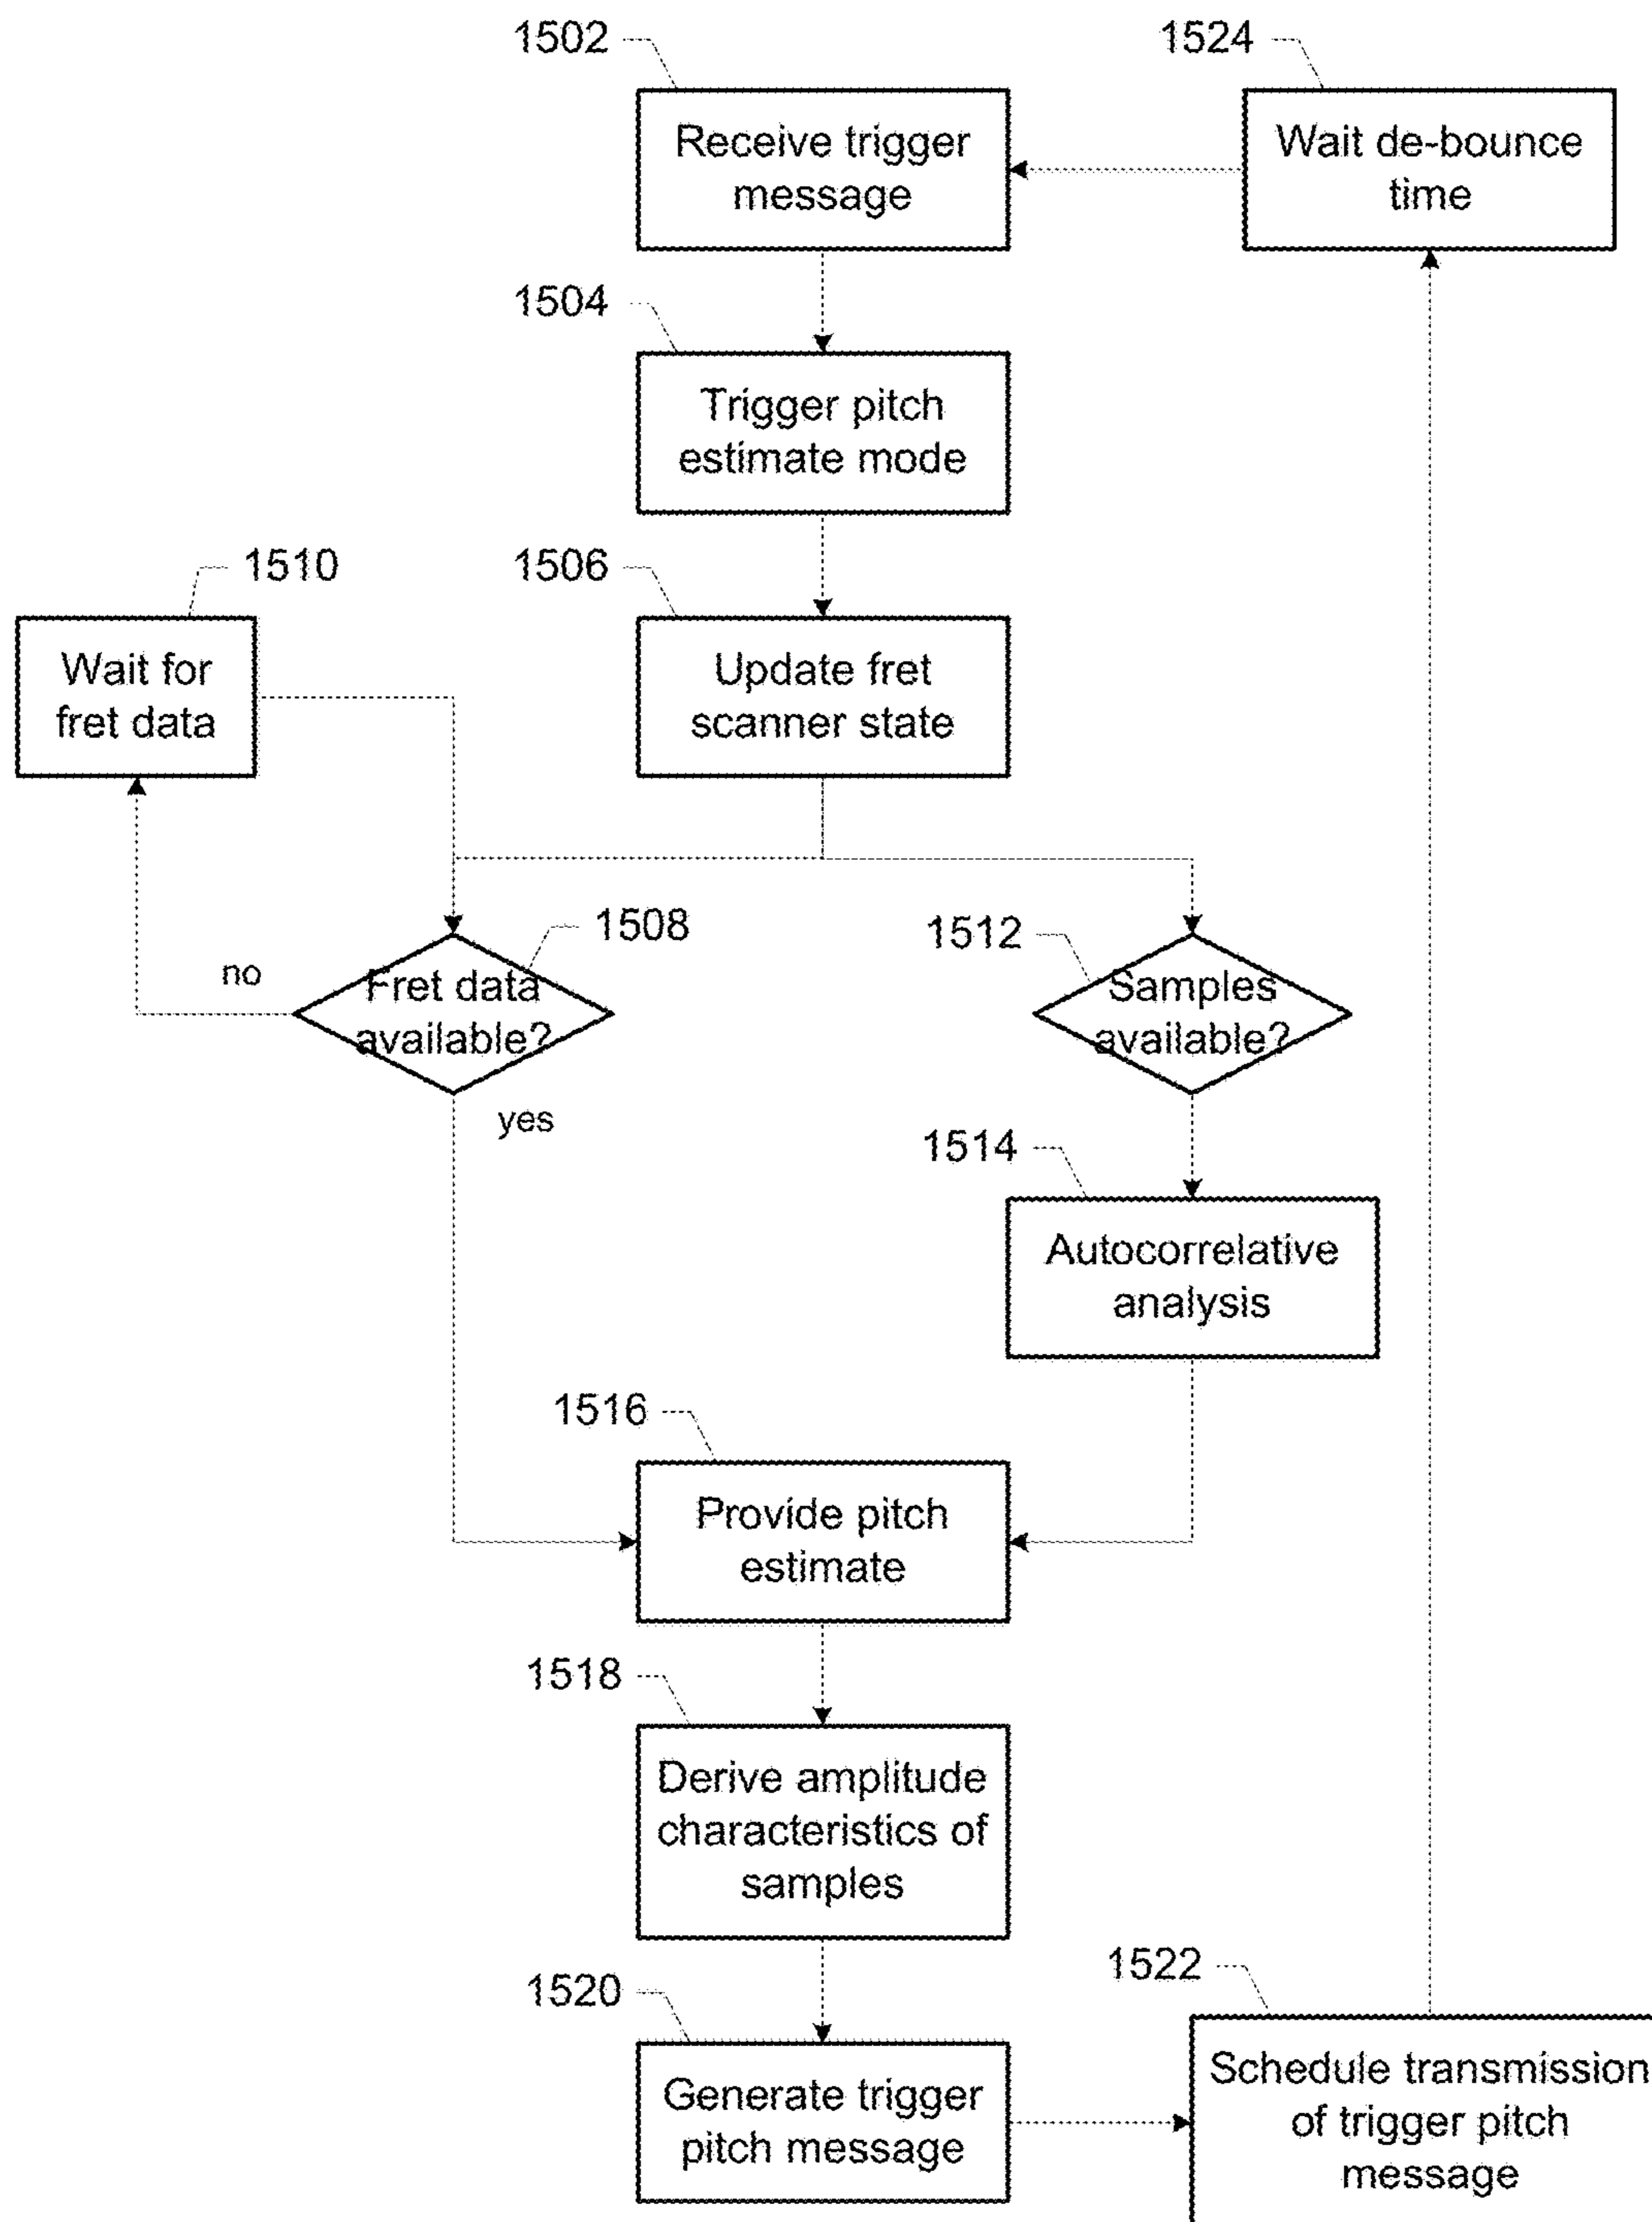 1502
1524
Receive trigger
message
Wait de-bounce
time
1504
Trigger pitch
estimate mode
1510
1506
Wait for
fret data
Update fret
scanner state
1508
1512
no
Fret data
available?
Samples
available?
yes
1514
Autocorrelative
analysis
1516
Provide pitch
estimate
1518
Derive amplitude
characteristics of
samples
1522
1520
Generate trigger
pitch message
Schedule transmission
of trigger pitch
message